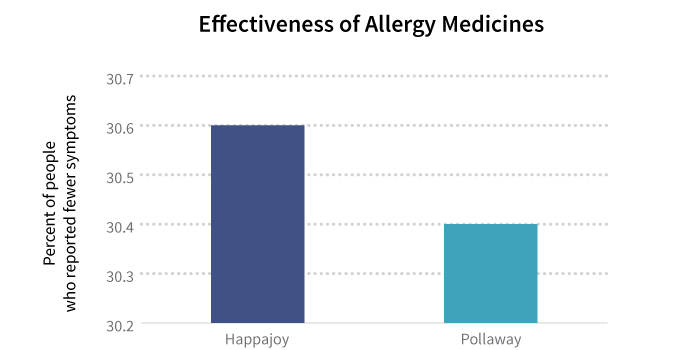 Effectiveness of Allergy Medicines
Percent of people
who reported fewer symptoms
30.7
30.6
30.5
30.4
30.3
30.2
Happajoy
Pollaway